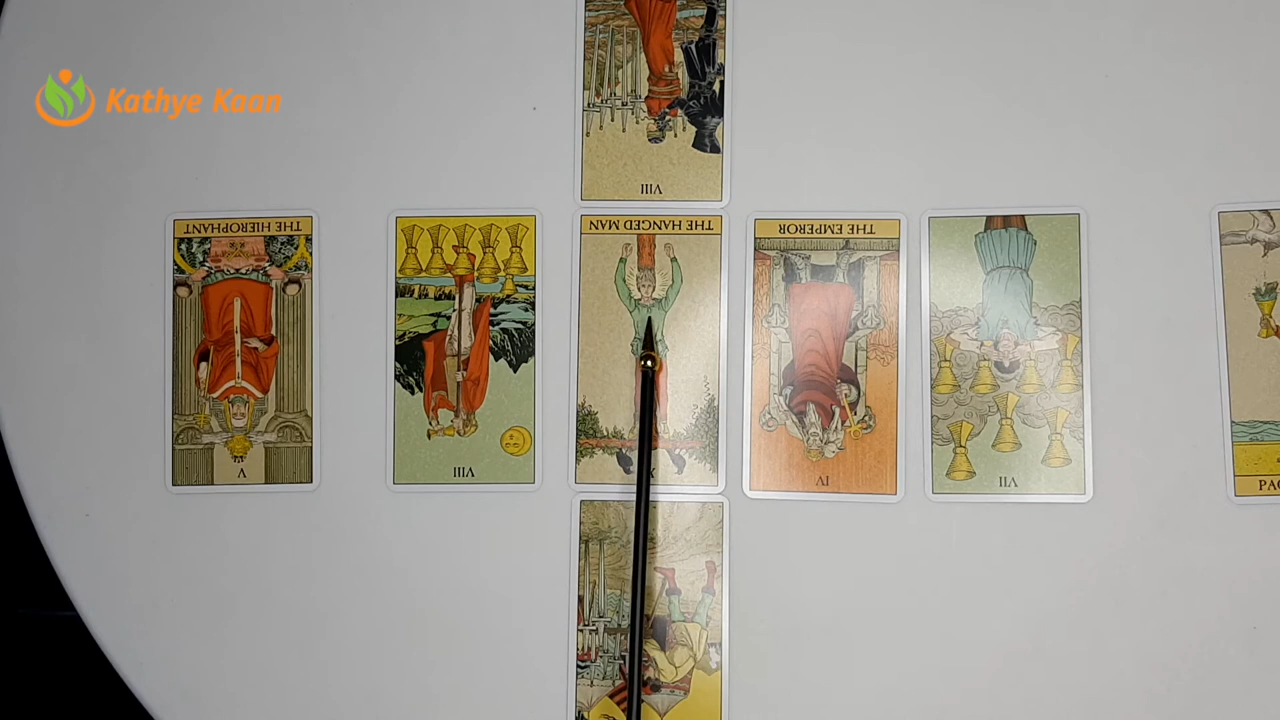 Kathye Kaan
VIII
THE HIEROPHANT
THE HANGED MAN
THE EMPEROR
V
VIII
IV
VII